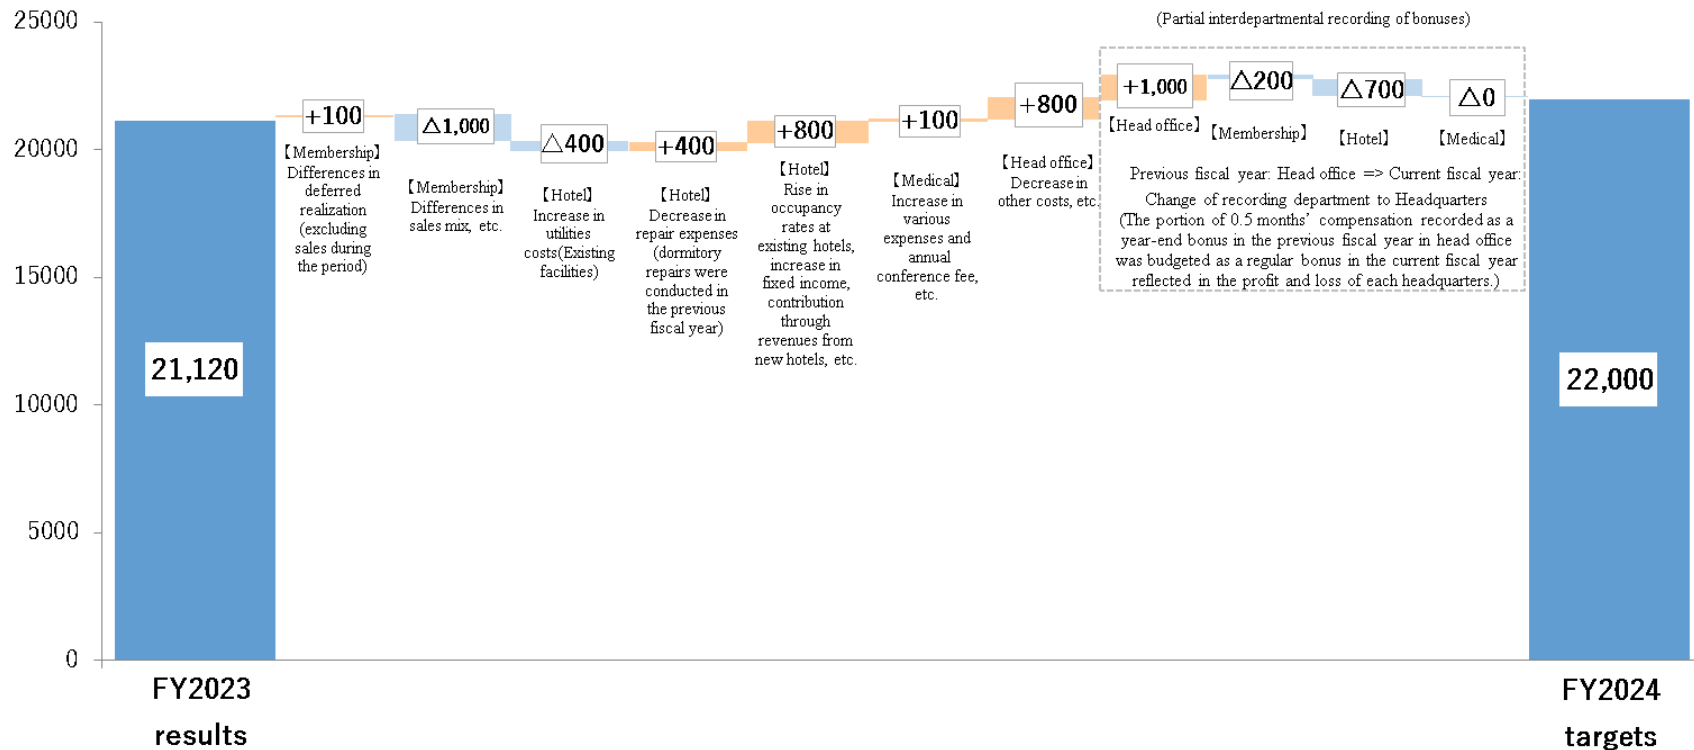 (Partial interdepartmental recording of bonuses)
25000
20000
15000
10000
5000
0
21,120
FY2023
results
+100
【Membership】
Differences in
deferred
realization
(excluding
sales during
the period)
△1,000
【Membership】
Differences in
sales mix, etc.
△400
【Hotel】
Increase in
utilities
costs(Existing
facilities)
+400
【Hotel】
Decrease in
repair expenses
(dormitory
repairs were
conducted in
the previous
fiscal year)
+800
【Hotel】
Rise in
occupancy
rates at
existing hotels,
increase in
fixed income,
contribution
through
revenues from
new hotels, etc.
+100
【Medical】
Increase in
various
expenses and
annual
conference fee,
etc.
+800
【Head office】
Decrease in
other costs, etc.
+1,000
【Head office】
△200
【Membership】
△700
【Hotel】
△0
【Medical】
Previous fiscal year: Head office => Current fiscal year:
Change of recording department to Headquarters
(The portion of 0.5 months' compensation recorded as a
year-end bonus in the previous fiscal year in head office
was budgeted as a regular bonus in the current fiscal year
reflected in the profit and loss of each headquarters.)
22,000
FY2024
targets